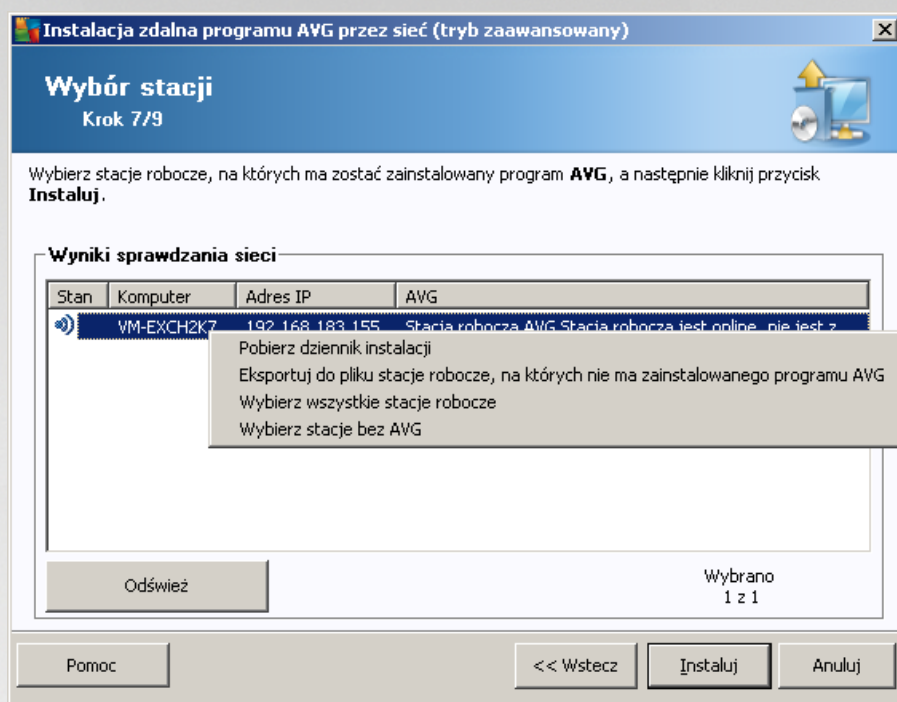 Instalacja zdalna programu AVG przez sieć (tryb zaawansowany)
Wybór stacji
Krok 7/9
Wybierz stacje robocze, na których ma zostać zainstalowany program AVG, a następnie kliknij przycisk
Instaluj.
Wyniki sprawdzania sieci
Stan Komputer Adres IP AVG
VM-EXCH2K7 192.168.183.155 Stacja robocza AVG Stacja robocza jest online, nie jest z...
Pobierz dziennik instalacji
Eksportuj do pliku stacje robocze, na których nie ma zainstalowanego programu AVG
Wybierz wszystkie stacje robocze
Wybierz stacje bez AVG
Odśwież
Wybrano
1 z 1
Pomoc << Wstecz Instaluj Anuluj